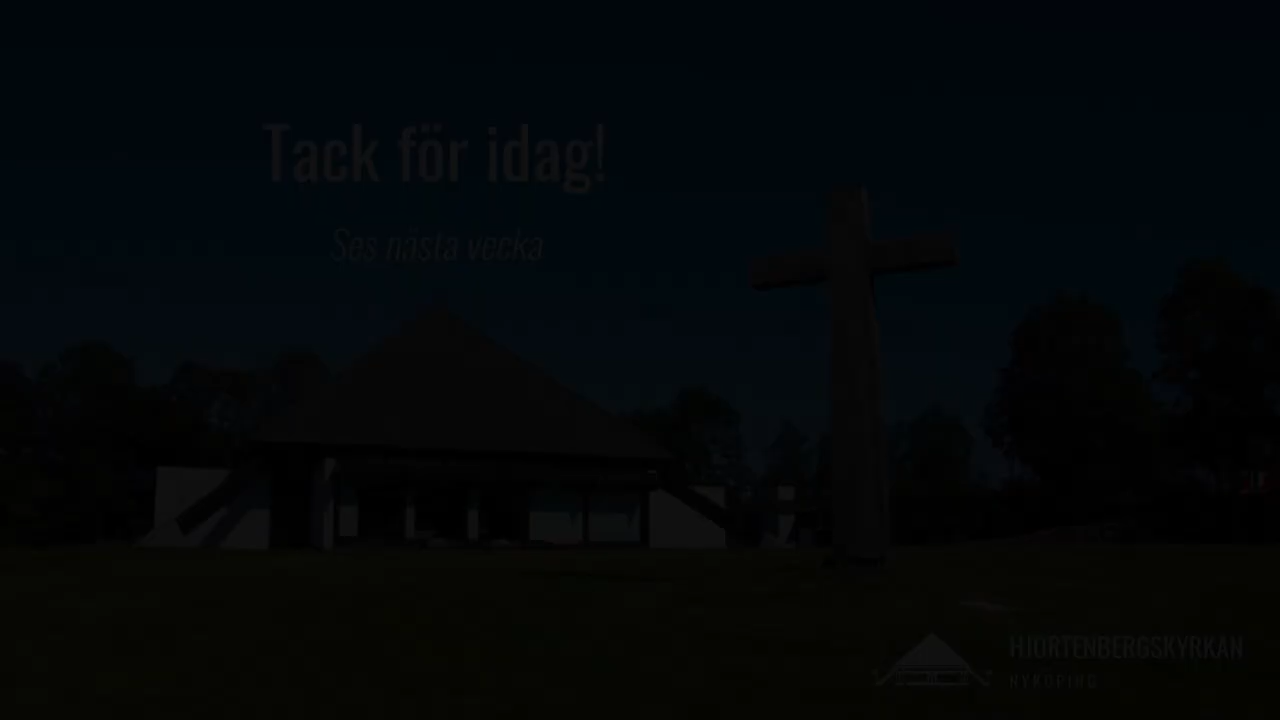 Tack för idag!
Ses nästa vecka
HJORTENBERGSKYRKAN
NYKÖPING